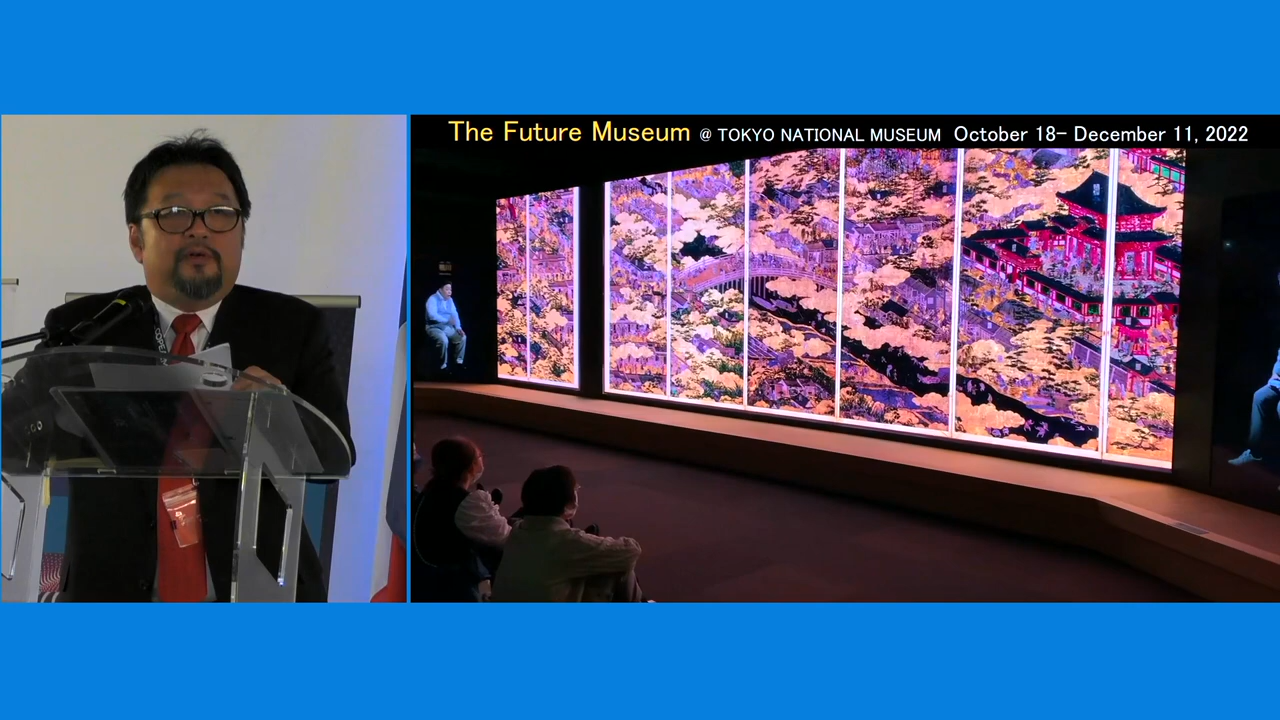 The Future Museum @ TOKYO NATIONAL MUSEUM October 18– December 11, 2022